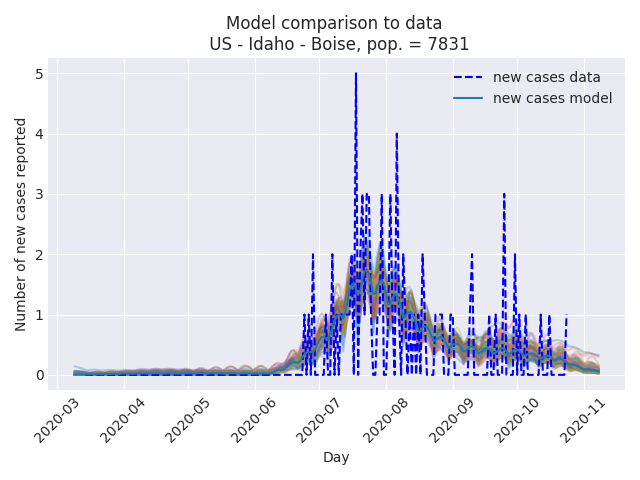 Model comparison to data
US - Idaho - Boise, pop. = 7831
new cases data
new cases model
Number of new cases reported
5
4
3
2
1
0
2020-03
2020-04
2020-05
2020-06
2020-07
2020-08
2020-09
2020-10
2020-11
Day